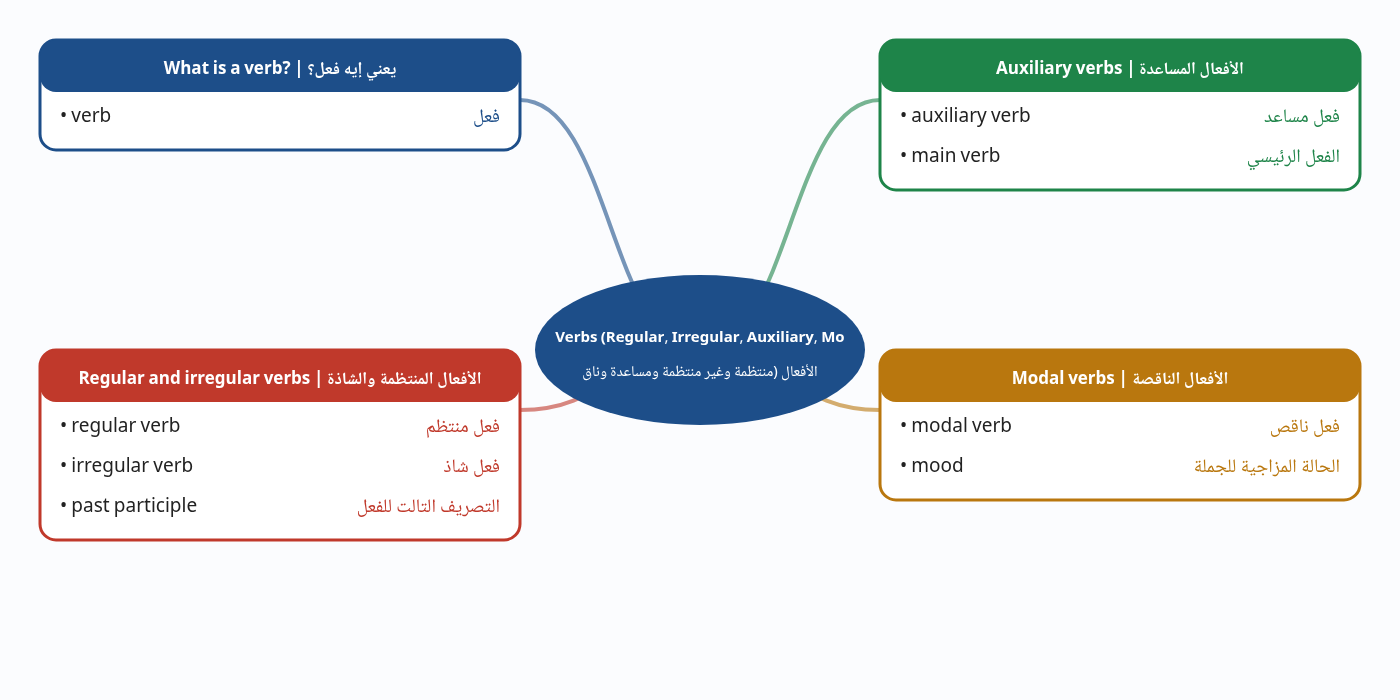 What is a verb? | يعني إيه فعل؟
• verb فعل
Auxiliary verbs | الأفعال المساعدة
• auxiliary verb فعل مساعد
• main verb الفعل الرئيسي
Verbs (Regular, Irregular, Auxiliary, Mo
الأفعال (منتظمة وغير منتظمة ومساعدة وناق
Regular and irregular verbs | الأفعال المنتظمة والشاذة
• regular verb فعل منتظم
• irregular verb فعل شاذ
• past participle التصريف التالت للفعل
Modal verbs | الأفعال الناقصة
• modal verb فعل ناقص
• mood الحالة المزاجية للجملة